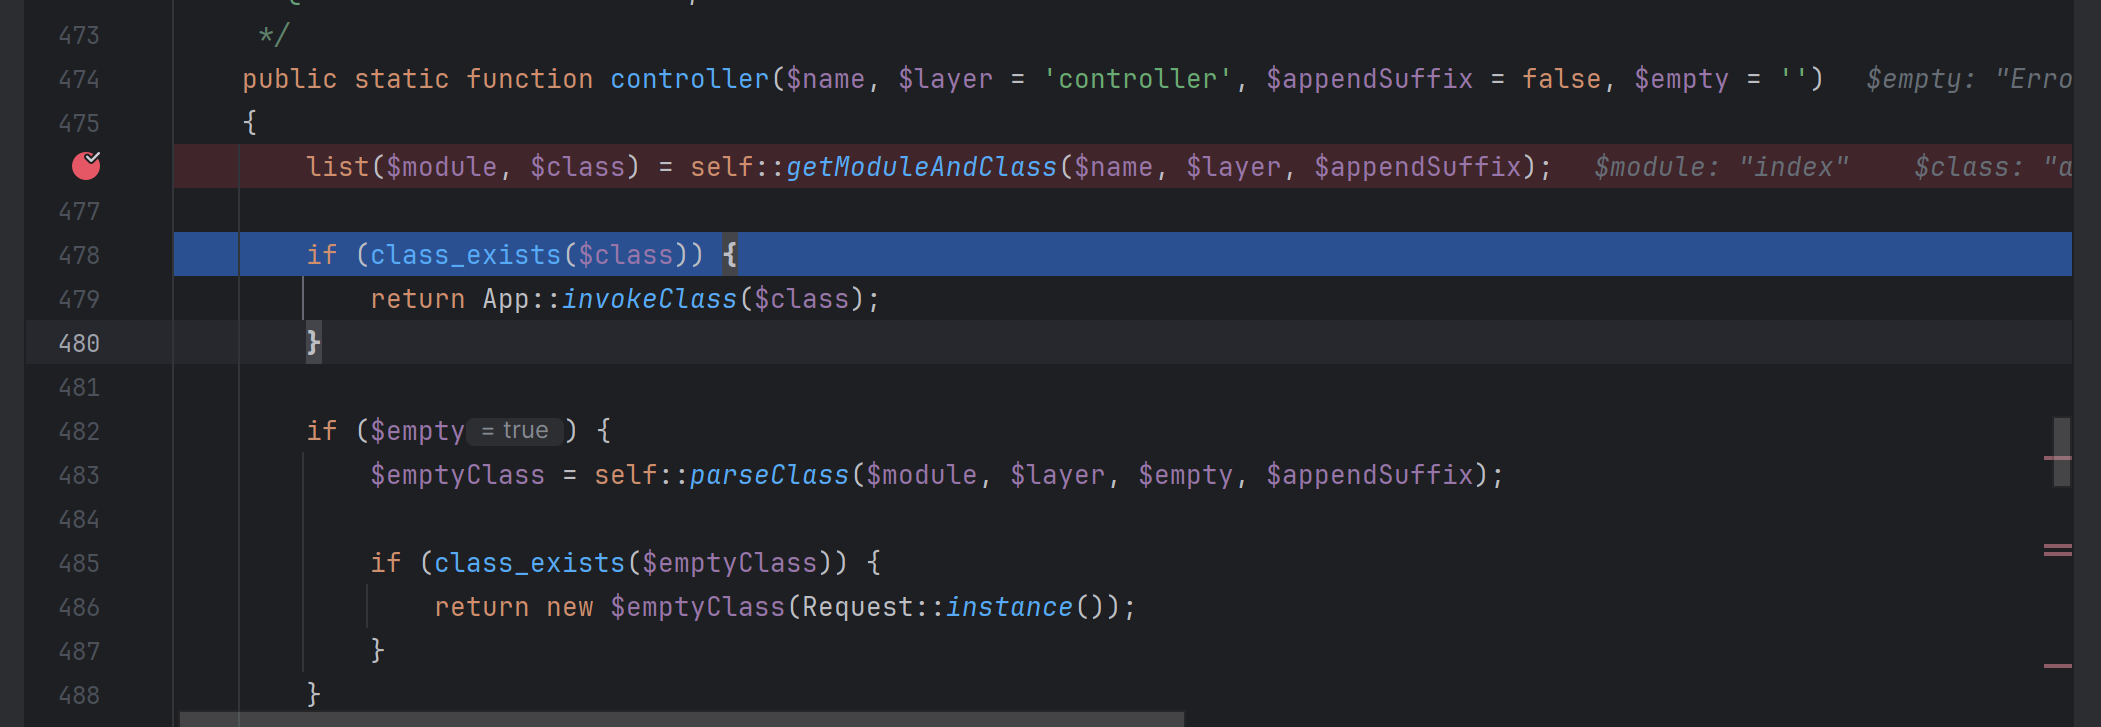 473 */
474 public static function controller($name, $layer = 'controller', $appendSuffix = false, $empty = '') $empty: "Erro
475 {
list($module, $class) = self::getModuleAndClass($name, $layer, $appendSuffix); $module: "index" $class: "a
477
478 if (class_exists($class)) {
479 return App::invokeClass($class);
480 }
481
482 if ($empty = true ) {
483 $emptyClass = self::parseClass($module, $layer, $empty, $appendSuffix);
484
485 if (class_exists($emptyClass)) {
486 return new $emptyClass(Request::instance());
487 }
488 }